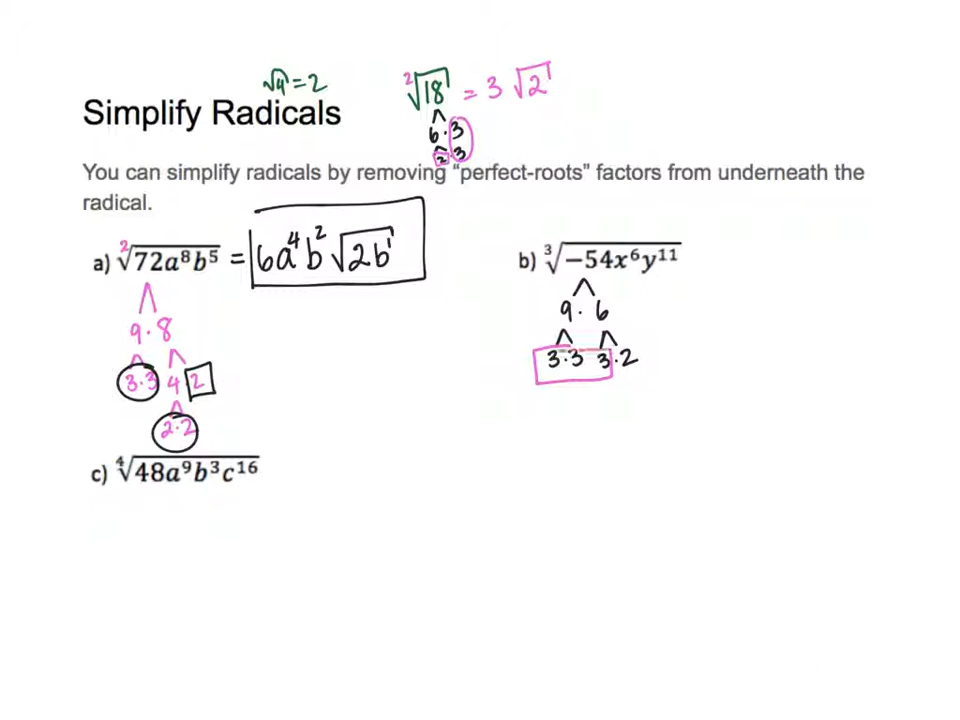 √4 = 2
²√18 = 3 √2¹
Simplify Radicals
6 · 3
2 3
You can simplify radicals by removing "perfect-roots" factors from underneath the
radical.
a) ²√72a⁸b⁵ = 6a⁴b²√2b¹
b) ³√−54x⁶y¹¹
9 · 6
3·3 3·2
9 · 8
3·3 4 2
2·2
c) ⁴√48a⁹b³c¹⁶